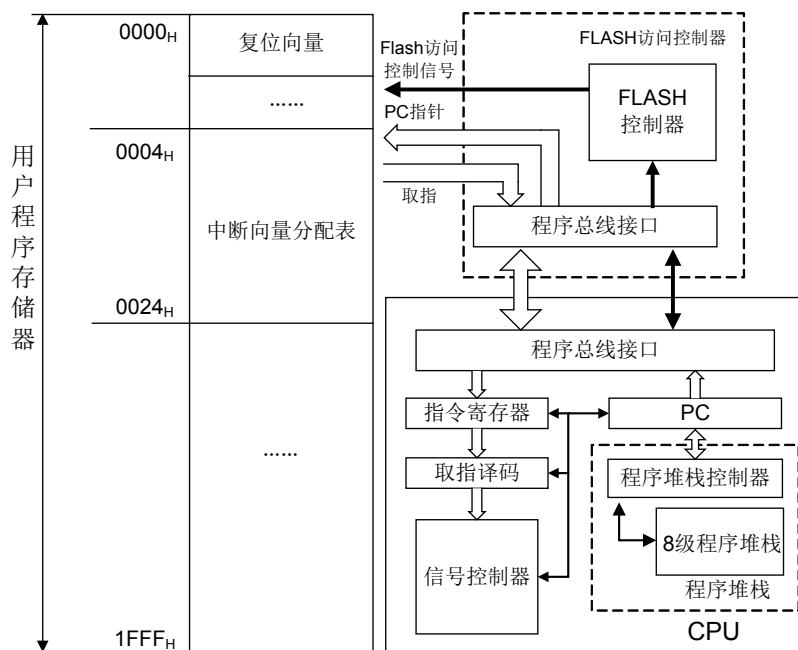 用户程序存储器
0000H
复位向量
……
0004H
中断向量分配表
0024H
……
1FFFH
Flash访问
控制信号
PC指针
取指
FLASH访问控制器
FLASH
控制器
程序总线接口
程序总线接口
指令寄存器
PC
取指译码
程序堆栈控制器
信号控制器
8级程序堆栈
程序堆栈
CPU